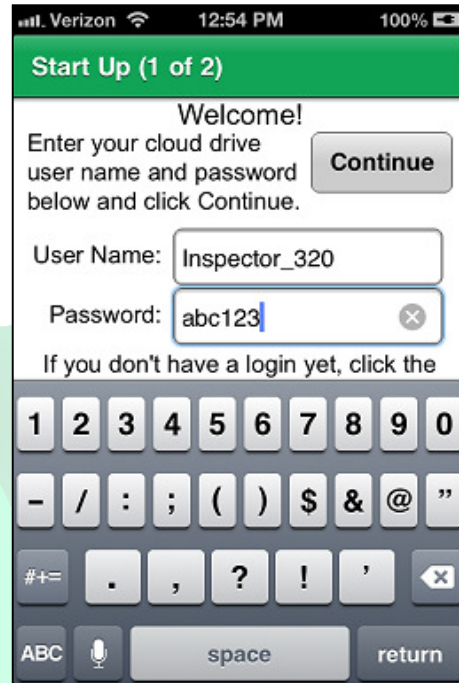 Verizon 12:54 PM 100%
Start Up (1 of 2)
Welcome!
Enter your cloud drive
user name and password
below and click Continue.
Continue
User Name: Inspector_320
Password: abc123
If you don't have a login yet, click the
1 2 3 4 5 6 7 8 9 0
- / : ; ( ) $ & @ "
#+= . , ? ! '
ABC space return